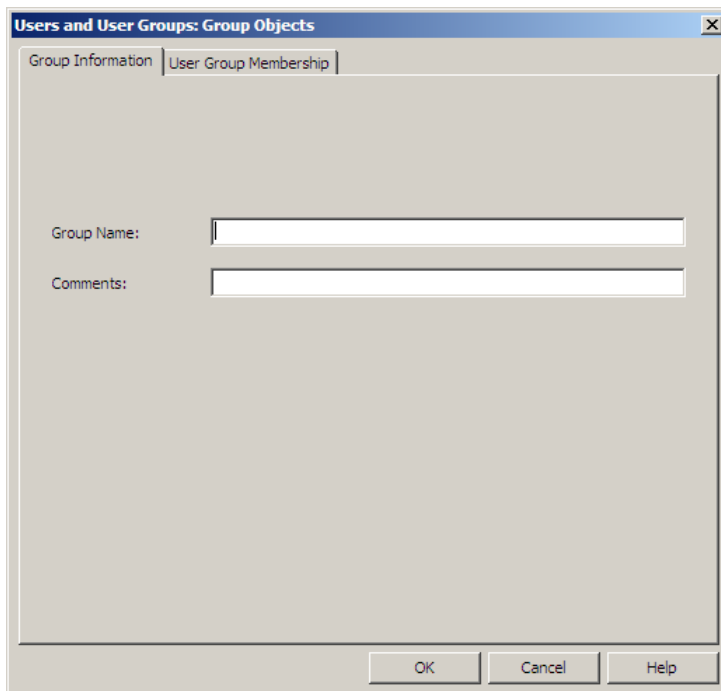 Users and User Groups: Group Objects
Group Information User Group Membership
Group Name:
Comments:
OK Cancel Help